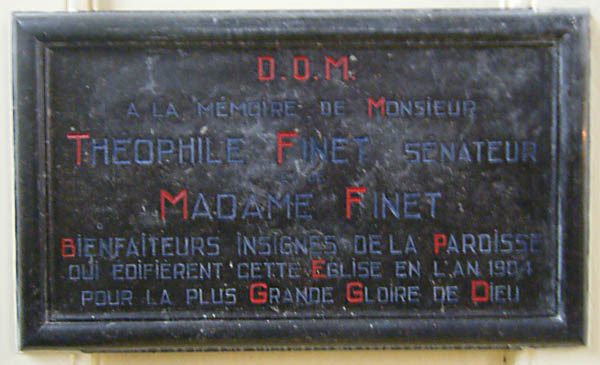 D.O.M.
A LA MÉMOIRE DE MONSIEUR
THEOPHILE FINET SENATEUR
MADAME FINET
BIENFAITEURS INSIGNES DE LA PAROISSE
QUI EDIFIERENT CETTE EGLISE EN L'AN 1904
POUR LA PLUS GRANDE GLOIRE DE DIEU